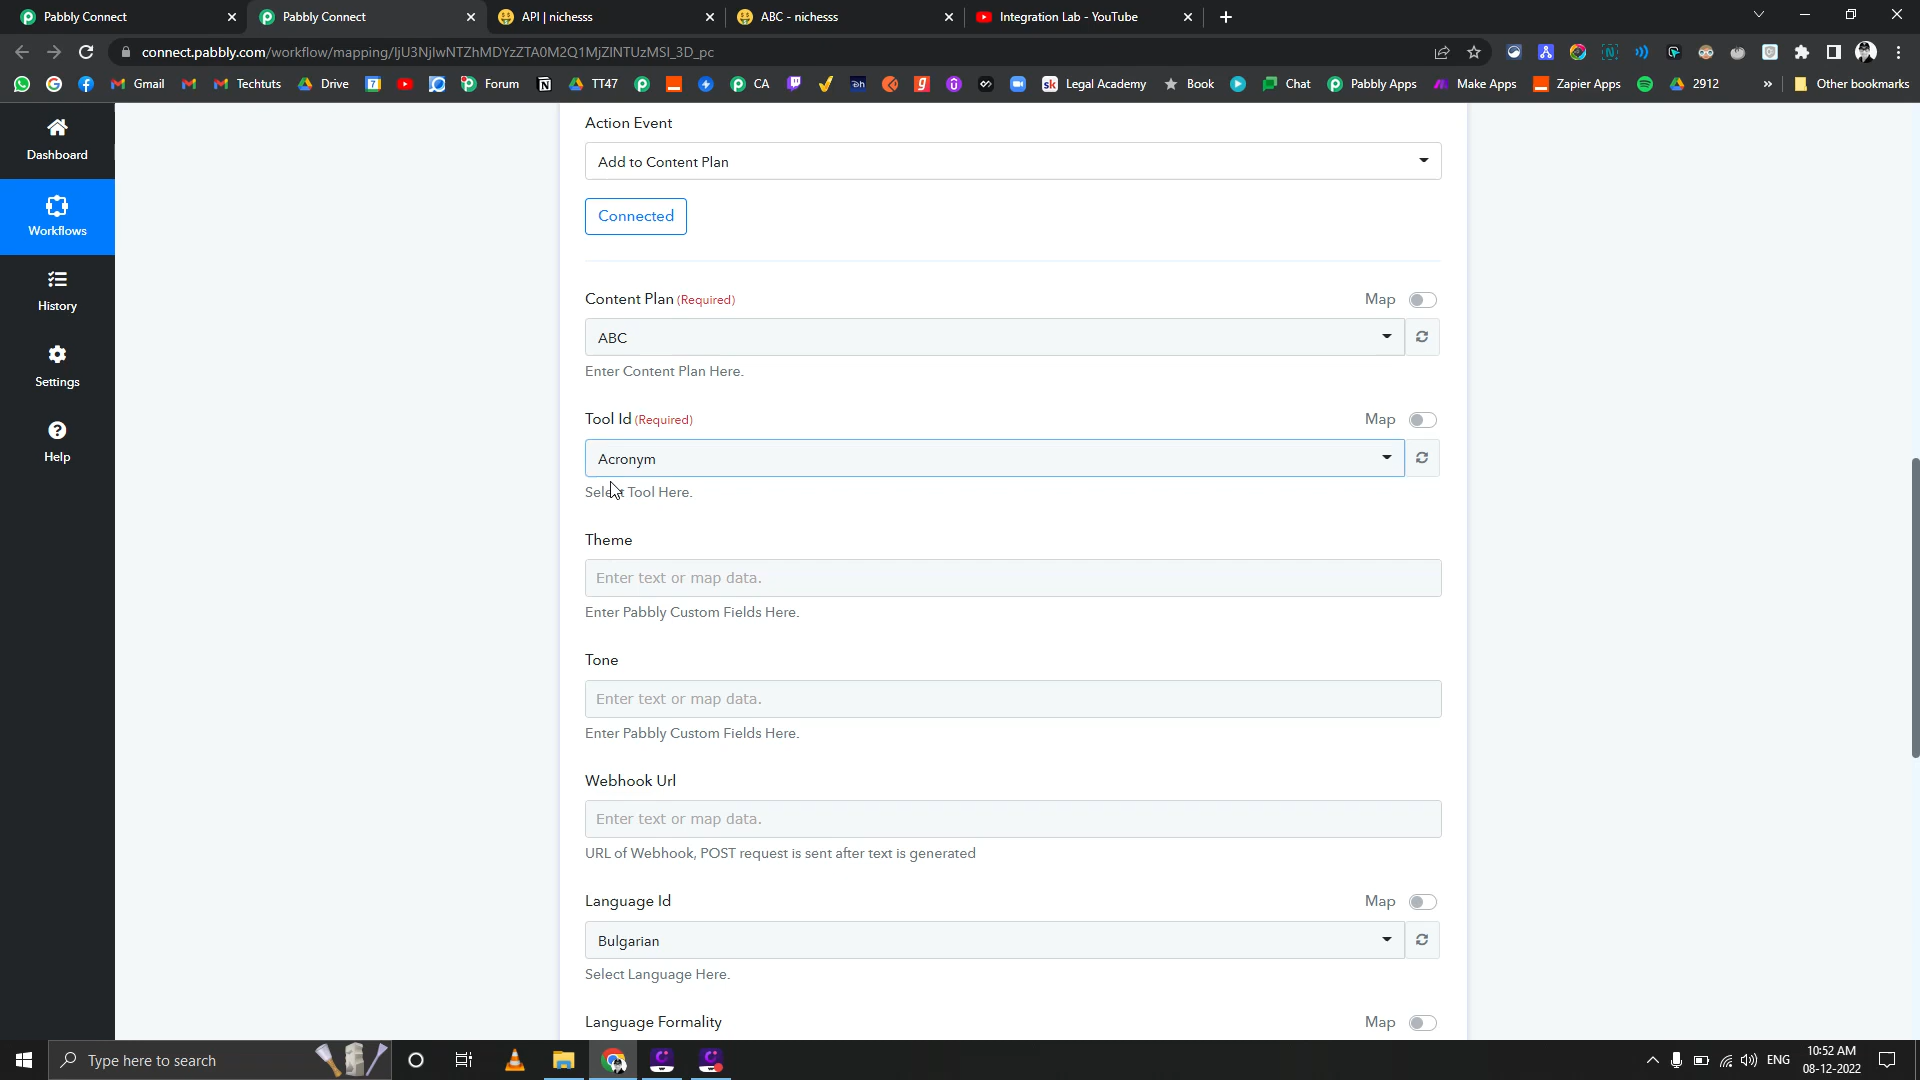 Pabbly Connect
Pabbly Connect
API | nichesss
ABC - nichesss
Integration Lab - YouTube
connect.pabbly.com/workflow/mapping/IjU3NjIwNTZhMDYzZTA0M2Q1MjZlNTUzMSI_3D_pc
Gmail
Techtuts
Drive
Forum
TT47
CA
Legal Academy
Book
Chat
Pabbly Apps
Make Apps
Zapier Apps
2912
»
Other bookmarks
Dashboard
Workflows
History
Settings
Help
Action Event
Add to Content Plan
Connected
Content Plan (Required)
Map
ABC
Enter Content Plan Here.
Tool Id (Required)
Map
Acronym
Select Tool Here.
Theme
Enter text or map data.
Enter Pabbly Custom Fields Here.
Tone
Enter text or map data.
Enter Pabbly Custom Fields Here.
Webhook Url
Enter text or map data.
URL of Webhook, POST request is sent after text is generated
Language Id
Map
Bulgarian
Select Language Here.
Language Formality
Map
Type here to search
ENG
10:52 AM
08-12-2022